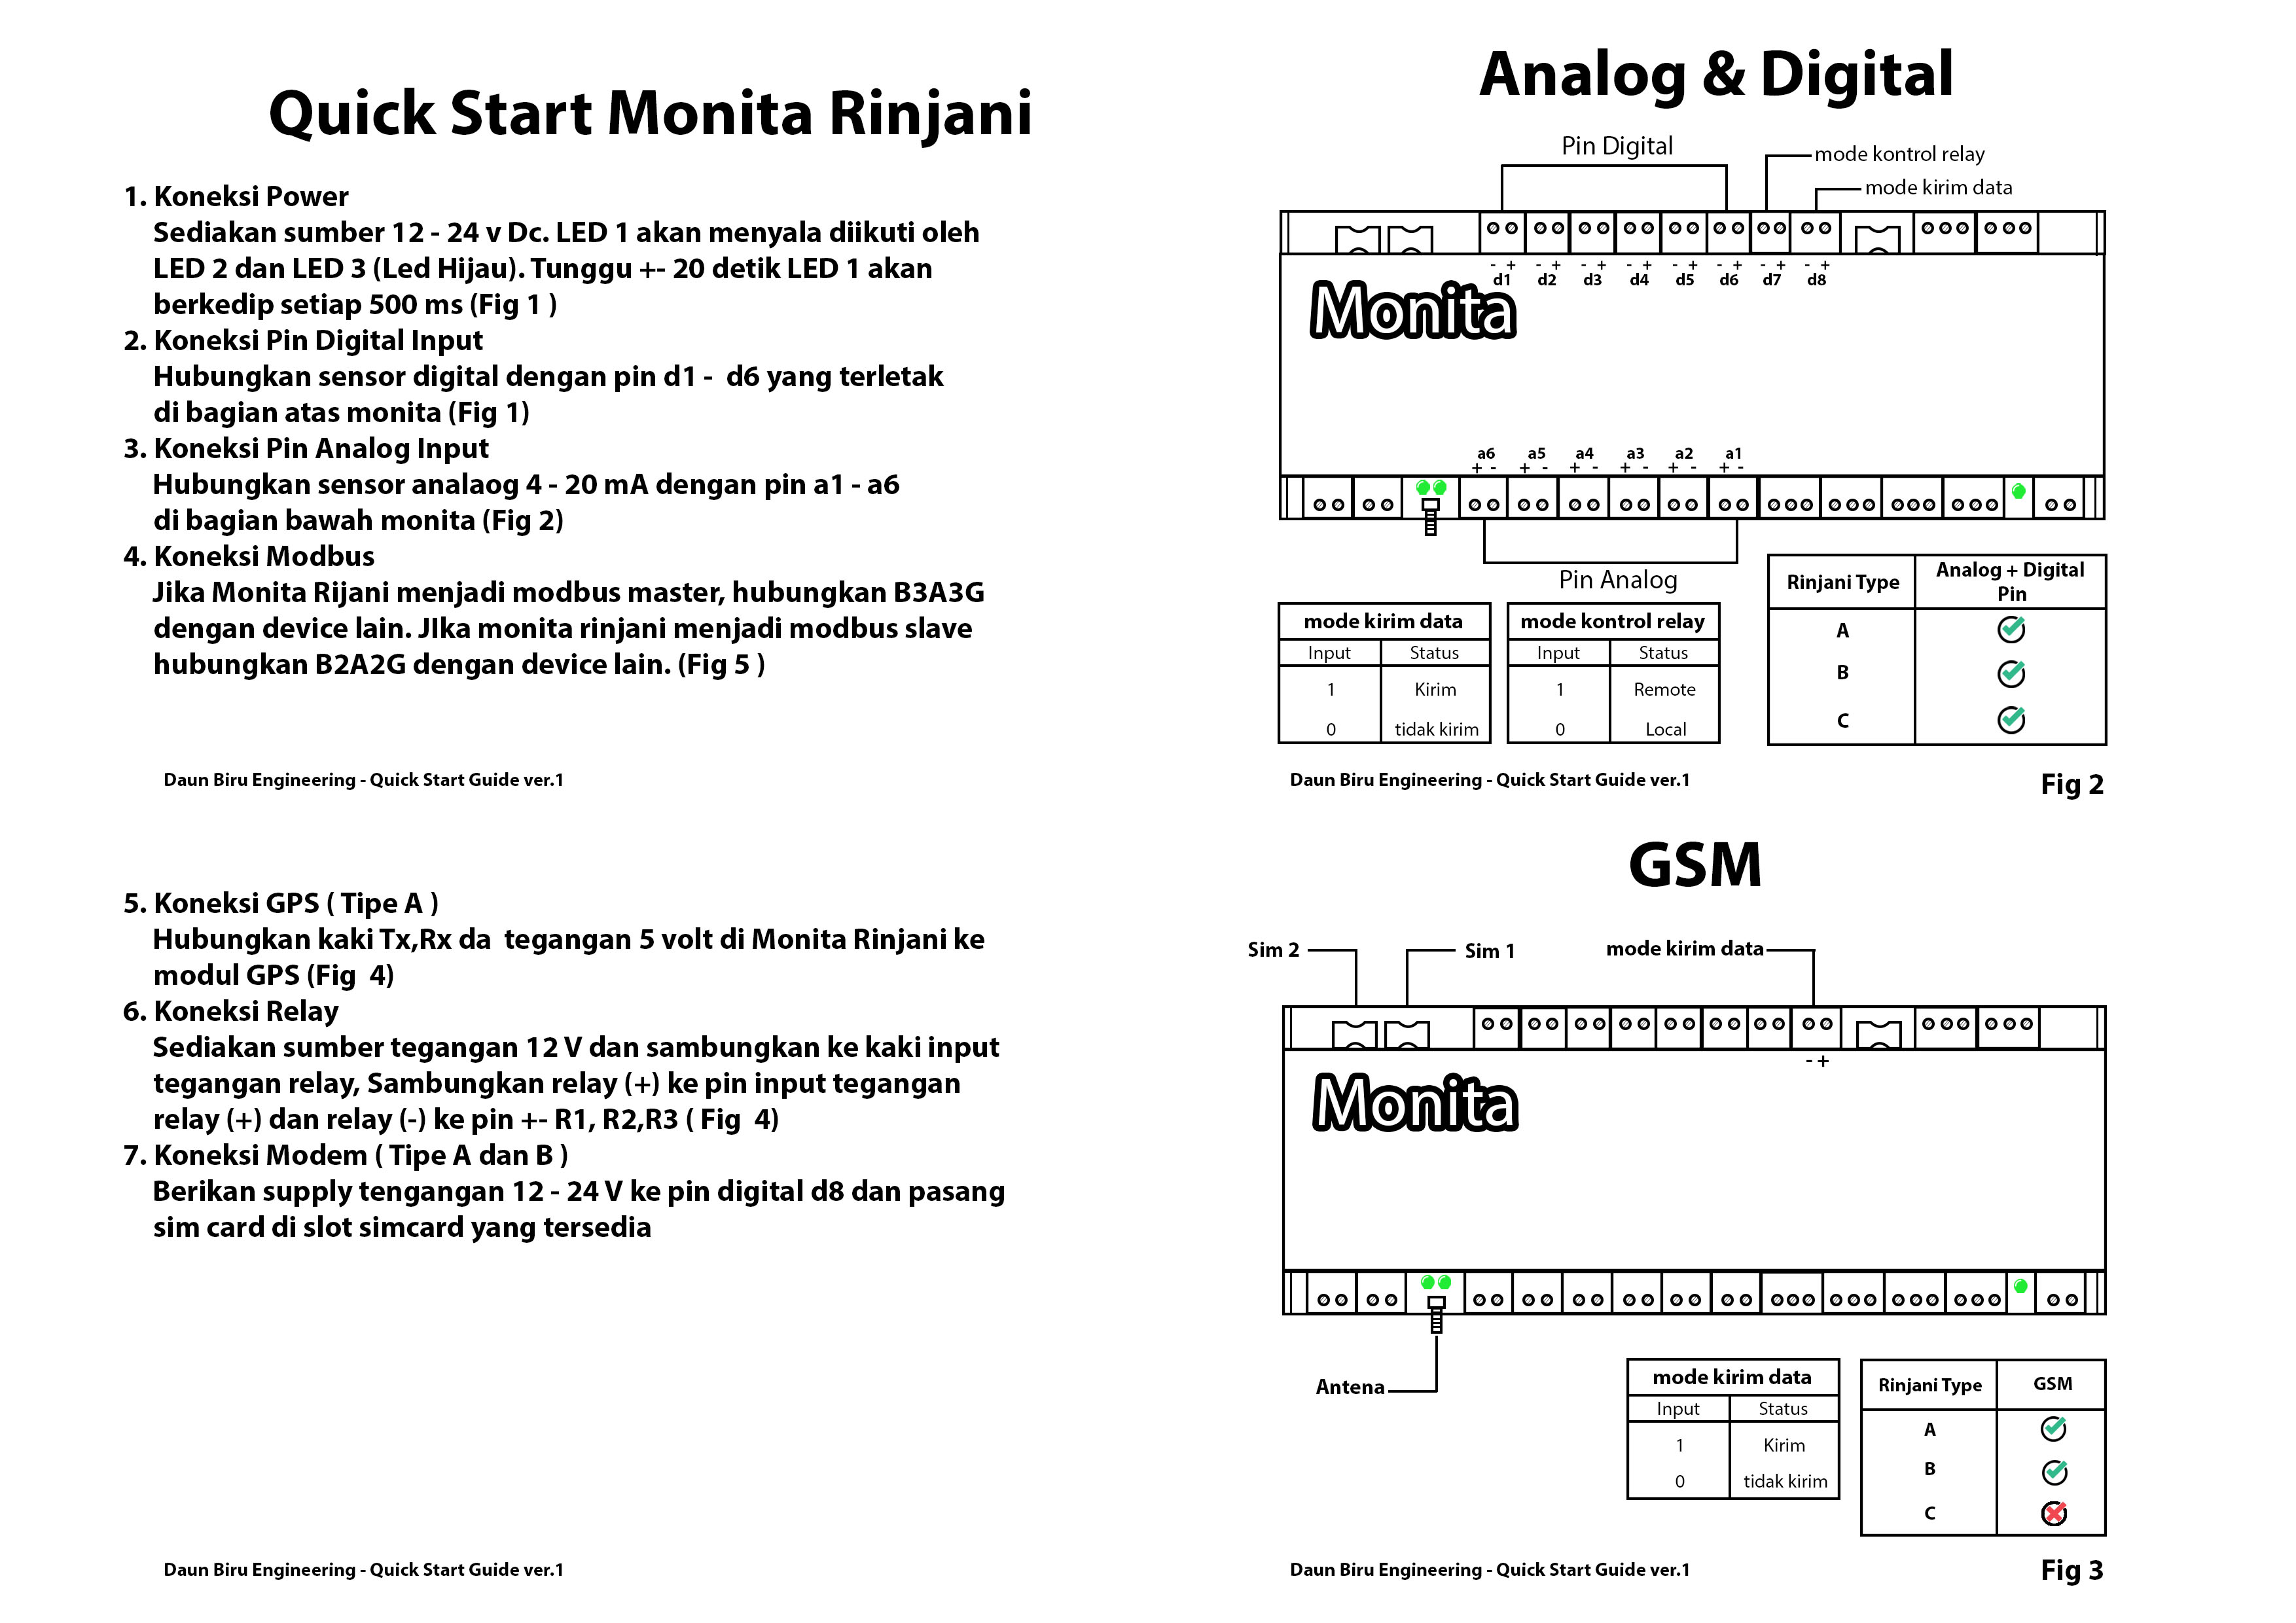 Quick Start Monita Rinjani
1. Koneksi Power
Sediakan sumber 12 - 24 v Dc. LED 1 akan menyala diikuti oleh
LED 2 dan LED 3 (Led Hijau). Tunggu +- 20 detik LED 1 akan
berkedip setiap 500 ms (Fig 1 )
2. Koneksi Pin Digital Input
Hubungkan sensor digital dengan pin d1 - d6 yang terletak
di bagian atas monita (Fig 1)
3. Koneksi Pin Analog Input
Hubungkan sensor analaog 4 - 20 mA dengan pin a1 - a6
di bagian bawah monita (Fig 2)
4. Koneksi Modbus
Jika Monita Rijani menjadi modbus master, hubungkan B3A3G
dengan device lain. JIka monita rinjani menjadi modbus slave
hubungkan B2A2G dengan device lain. (Fig 5 )
Daun Biru Engineering - Quick Start Guide ver.1
Analog & Digital
Pin Digital
mode kontrol relay
mode kirim data
- + - + - + - + - + - + - + - +
d1 d2 d3 d4 d5 d6 d7 d8
Monita
a6 a5 a4 a3 a2 a1
+ - + - + - + - + - + -
Pin Analog
mode kirim data
Input Status
1 Kirim
0 tidak kirim
mode kontrol relay
Input Status
1 Remote
0 Local
Rinjani Type Analog + Digital
Pin
A
B
C
Daun Biru Engineering - Quick Start Guide ver.1
Fig 2
5. Koneksi GPS ( Tipe A )
Hubungkan kaki Tx,Rx da tegangan 5 volt di Monita Rinjani ke
modul GPS (Fig 4)
6. Koneksi Relay
Sediakan sumber tegangan 12 V dan sambungkan ke kaki input
tegangan relay, Sambungkan relay (+) ke pin input tegangan
relay (+) dan relay (-) ke pin +- R1, R2,R3 ( Fig 4)
7. Koneksi Modem ( Tipe A dan B )
Berikan supply tengangan 12 - 24 V ke pin digital d8 dan pasang
sim card di slot simcard yang tersedia
Daun Biru Engineering - Quick Start Guide ver.1
GSM
Sim 2 Sim 1 mode kirim data
- +
Monita
Antena
mode kirim data
Input Status
1 Kirim
0 tidak kirim
Rinjani Type GSM
A
B
C
Daun Biru Engineering - Quick Start Guide ver.1
Fig 3